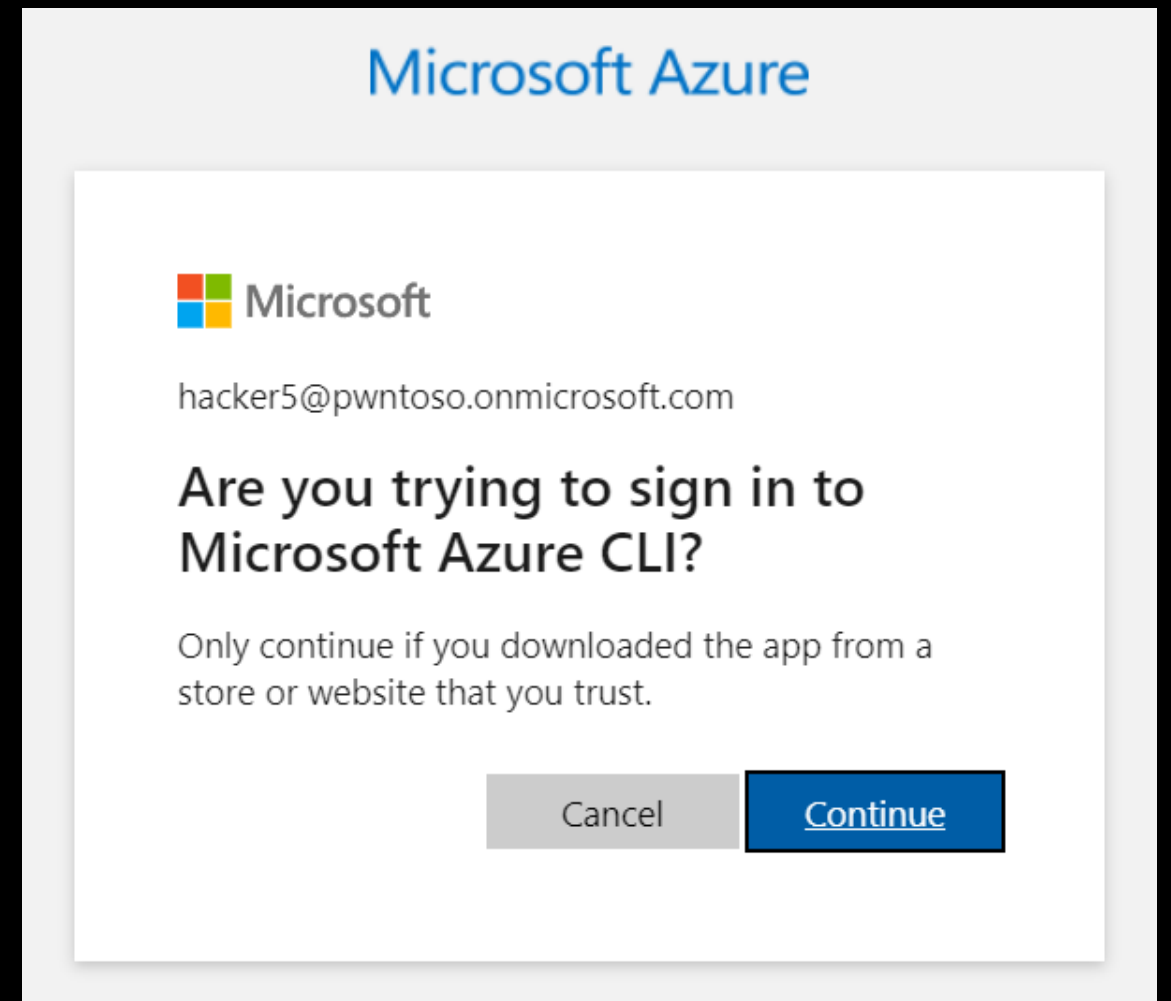 Microsoft Azure
Microsoft
hacker5@pwntoso.onmicrosoft.com
Are you trying to sign in to
Microsoft Azure CLI?
Only continue if you downloaded the app from a
store or website that you trust.
Cancel Continue